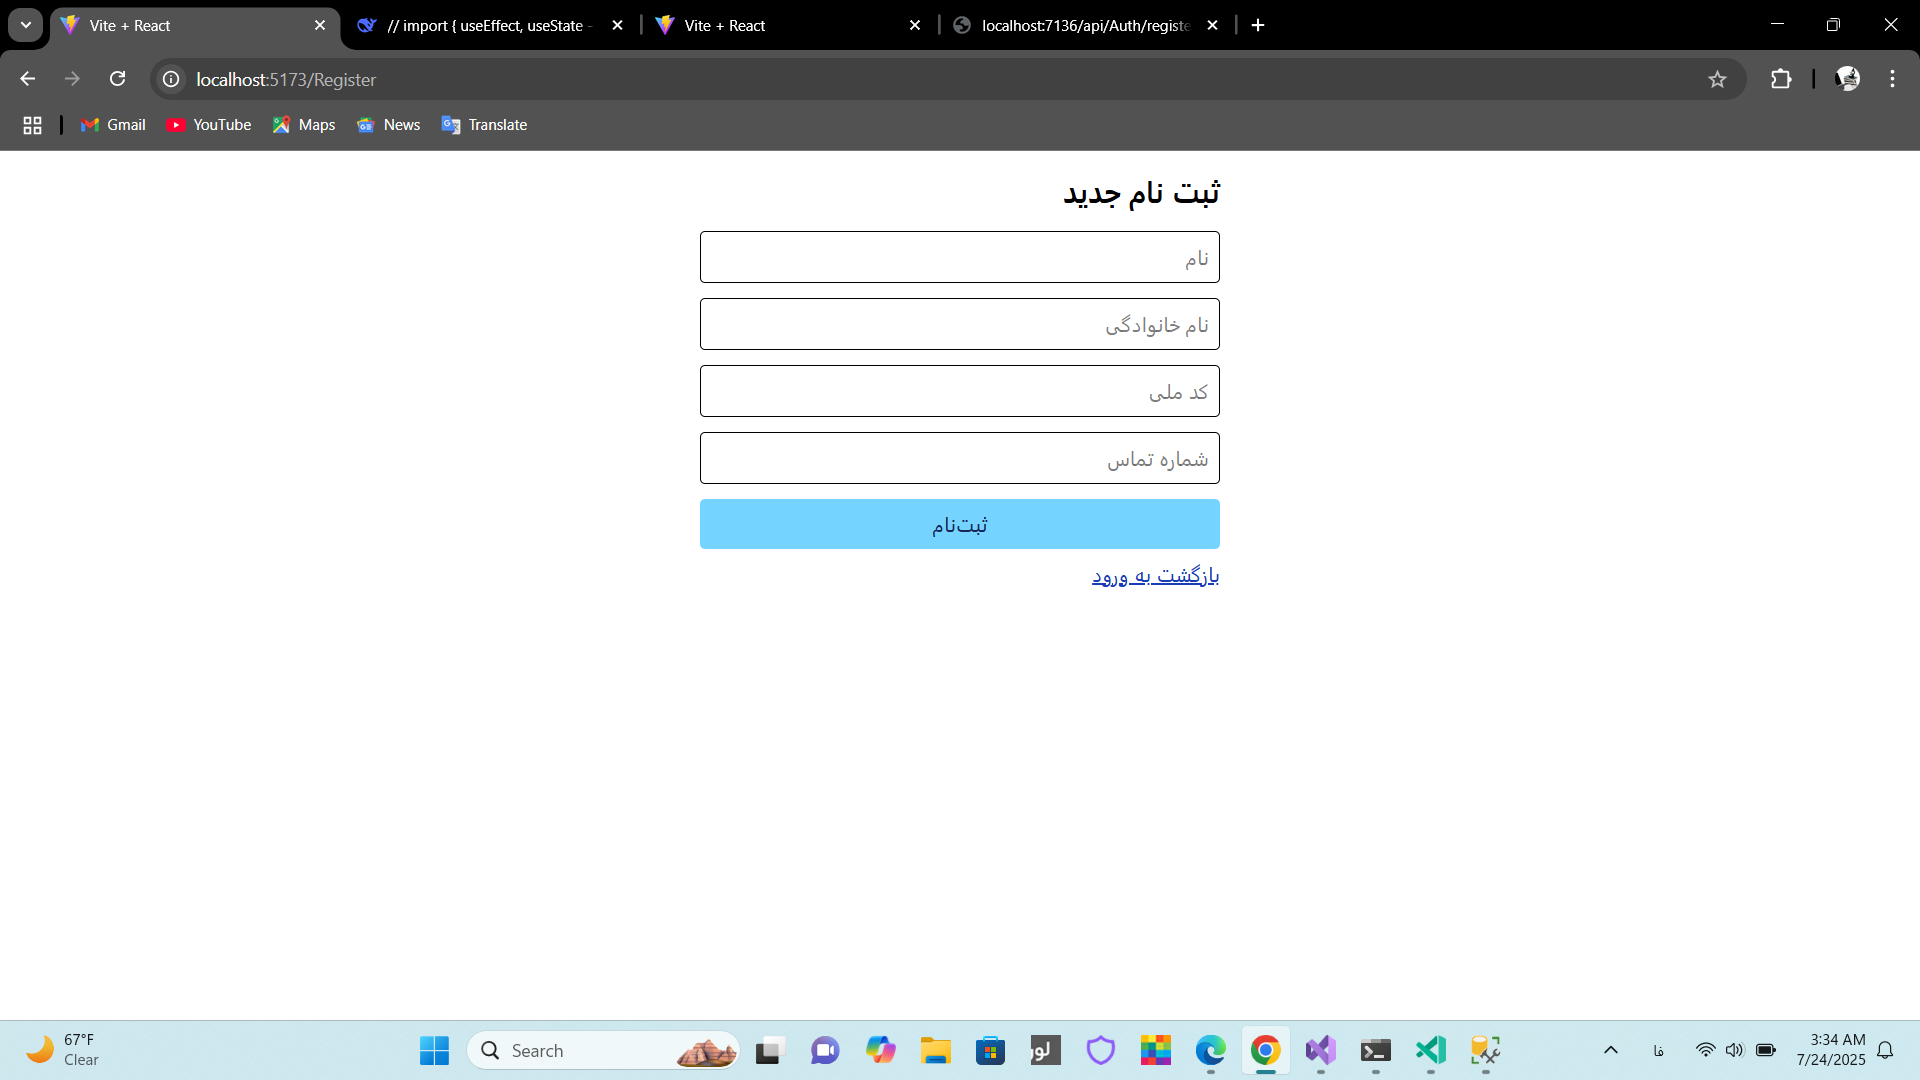 Vite + React
// import { useEffect, useState -
Vite + React
localhost:7136/api/Auth/registe
localhost:5173/Register
Gmail
YouTube
Maps
News
Translate
ثبت نام جدید
نام
نام خانوادگی
کد ملی
شماره تماس
ثبت‌نام
بازگشت به ورود
67°F
Clear
Search
لور
فا
3:34 AM
7/24/2025